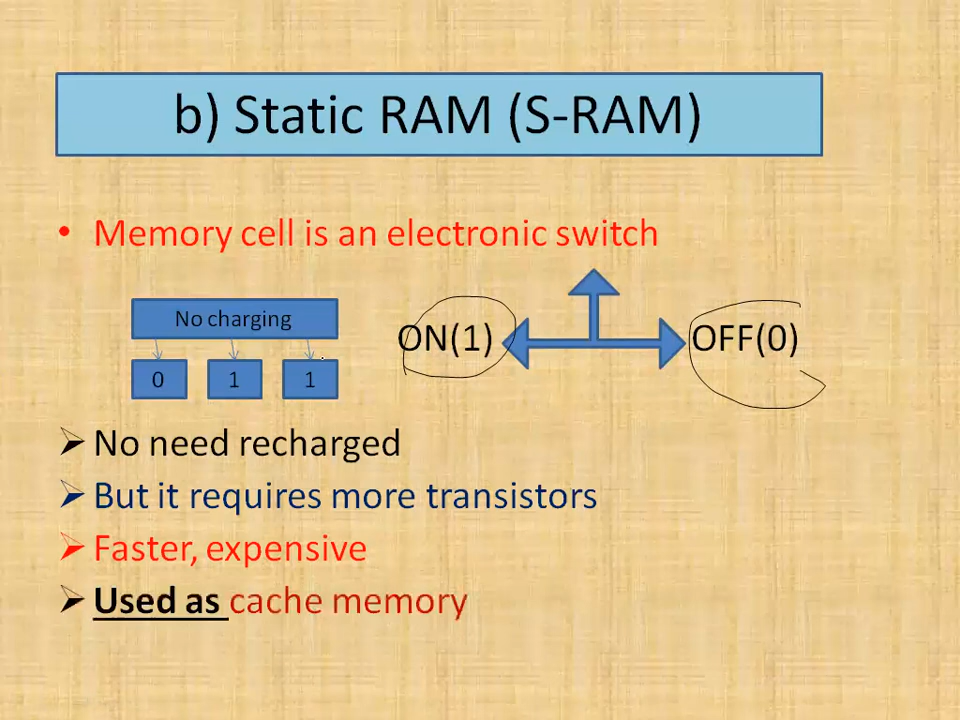 b) Static RAM (S-RAM)
• Memory cell is an electronic switch
No charging
0 1 1
ON(1) OFF(0)
➢ No need recharged
➢ But it requires more transistors
➢ Faster, expensive
➢ Used as cache memory